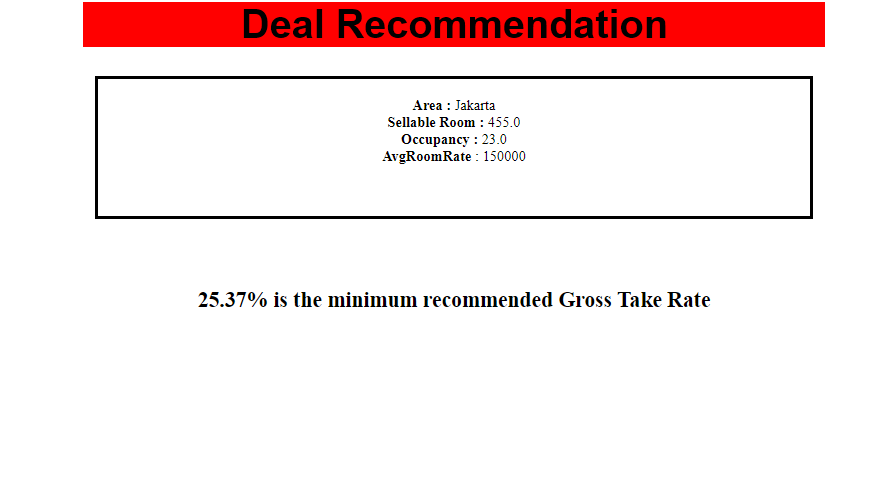 Deal Recommendation
Area : Jakarta
Sellable Room : 455.0
Occupancy : 23.0
AvgRoomRate : 150000
25.37% is the minimum recommended Gross Take Rate